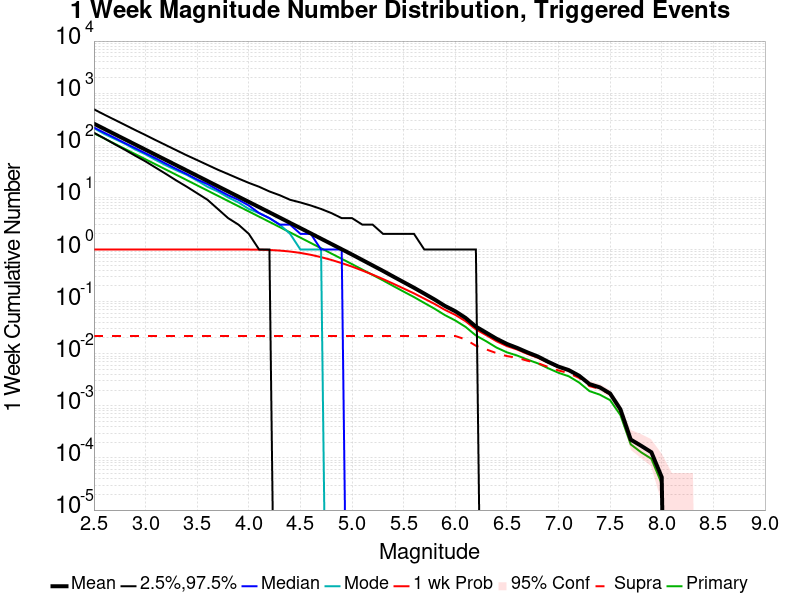 1 Week Magnitude Number Distribution, Triggered Events
1 Week Cumulative Number
10^4
10^3
10^2
10^1
10^0
10^-1
10^-2
10^-3
10^-4
10^-5
2.5 3.0 3.5 4.0 4.5 5.0 5.5 6.0 6.5 7.0 7.5 8.0 8.5 9.0
Magnitude
Mean 2.5%,97.5% Median Mode 1 wk Prob 95% Conf Supra Primary